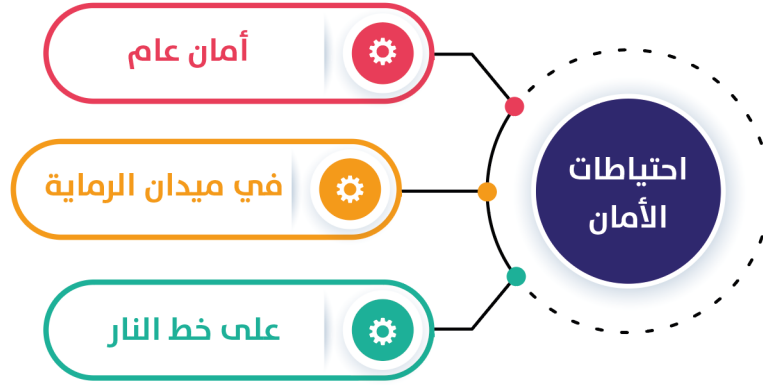 احتياطات
الأمان
أمان عام
في ميدان الرماية
على خط النار